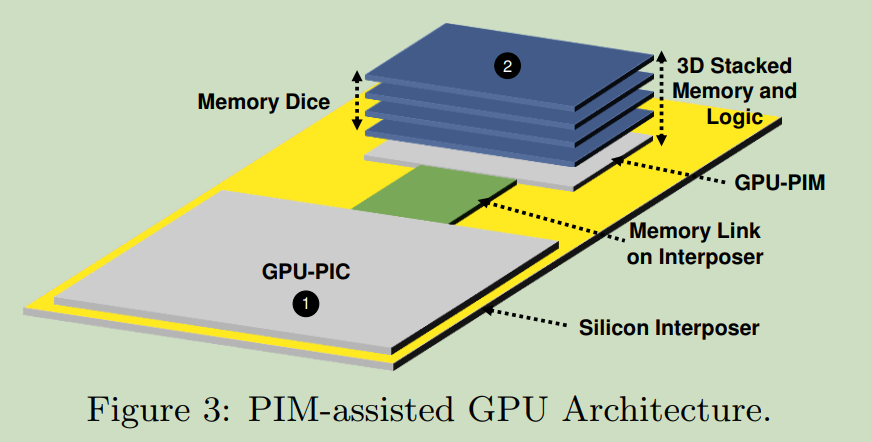 2
3D Stacked
Memory and
Logic
Memory Dice
GPU-PIM
Memory Link
on Interposer
GPU-PIC
1
Silicon Interposer
Figure 3: PIM-assisted GPU Architecture.